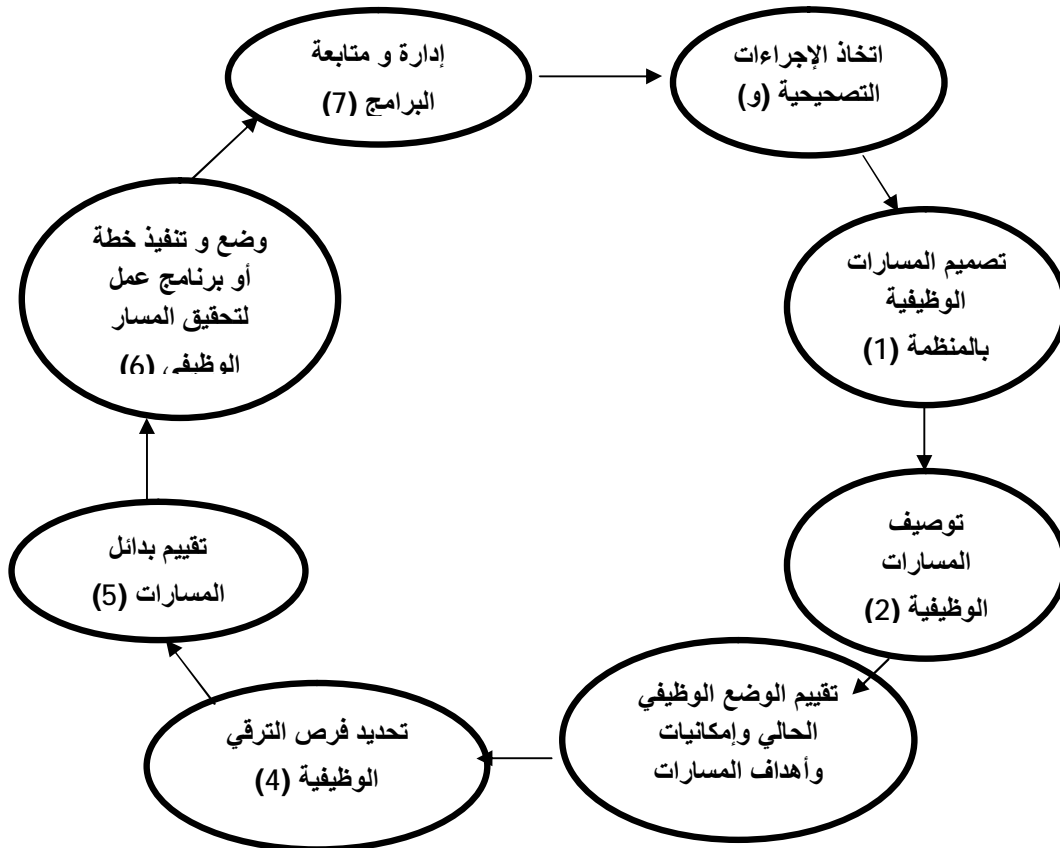 إدارة و متابعة
البرامج (7)
اتخاذ الإجراءات
التصحيحية (و)
تصميم المسارات
الوظيفية
بالمنظمة (1)
توصيف
المسارات
الوظيفية (2)
تقييم الوضع الوظيفي
الحالي وإمكانيات
وأهداف المسارات
تحديد فرص الترقي
الوظيفية (4)
تقييم بدائل
المسارات (5)
وضع و تنفيذ خطة
أو برنامج عمل
لتحقيق المسار
الوظيفي (6)